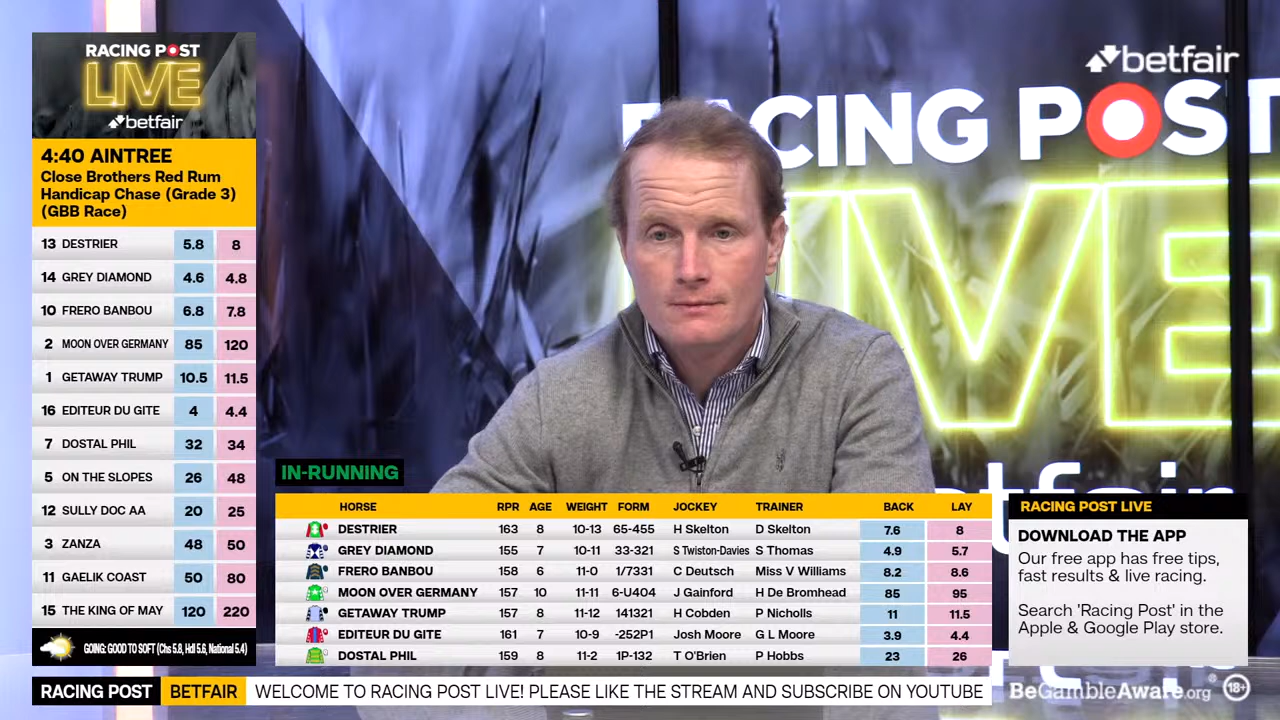 RACING POST
LIVE
betfair
4:40 AINTREE
Close Brothers Red Rum
Handicap Chase (Grade 3)
(GBB Race)
13 DESTRIER 5.8 8
14 GREY DIAMOND 4.6 4.8
10 FRERO BANBOU 6.8 7.8
2 MOON OVER GERMANY 85 120
1 GETAWAY TRUMP 10.5 11.5
16 EDITEUR DU GITE 4 4.4
7 DOSTAL PHIL 32 34
5 ON THE SLOPES 26 48
12 SULLY DOC AA 20 25
3 ZANZA 48 50
11 GAELIK COAST 50 80
15 THE KING OF MAY 120 220
GOING: GOOD TO SOFT (Chs 5.8, Hdl 5.6, National 5.4)
betfair
RACING POST
LIVE
betfair
IN-RUNNING
HORSE RPR AGE WEIGHT FORM JOCKEY TRAINER BACK LAY
DESTRIER 163 8 10-13 65-455 H Skelton D Skelton 7.6 8
GREY DIAMOND 155 7 10-11 33-321 S Twiston-Davies S Thomas 4.9 5.7
FRERO BANBOU 158 6 11-0 1/7331 C Deutsch Miss V Williams 8.2 8.6
MOON OVER GERMANY 157 10 11-11 6-U404 J Gainford H De Bromhead 85 95
GETAWAY TRUMP 157 8 11-12 141321 H Cobden P Nicholls 11 11.5
EDITEUR DU GITE 161 7 10-9 -252P1 Josh Moore G L Moore 3.9 4.4
DOSTAL PHIL 159 8 11-2 1P-132 T O'Brien P Hobbs 23 26
RACING POST LIVE
DOWNLOAD THE APP
Our free app has free tips,
fast results & live racing.
Search 'Racing Post' in the
Apple & Google Play store.
RACING POST BETFAIR WELCOME TO RACING POST LIVE! PLEASE LIKE THE STREAM AND SUBSCRIBE ON YOUTUBE
BeGambleAware.org® 18+